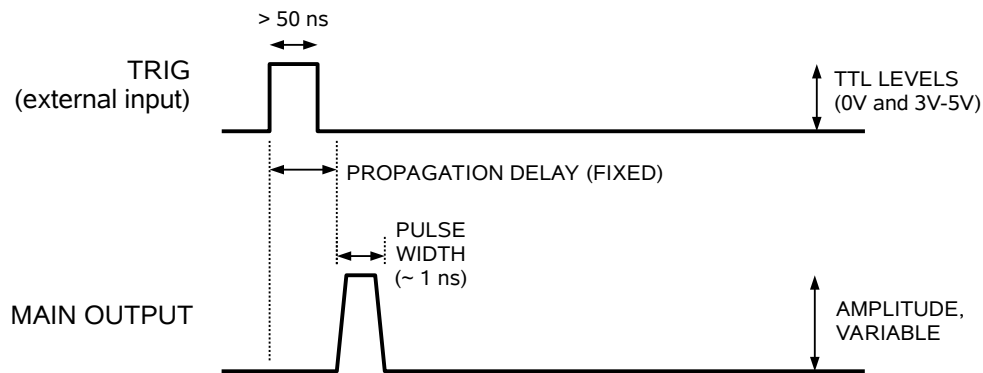 > 50 ns
TRIG
(external input)
TTL LEVELS
(0V and 3V-5V)
PROPAGATION DELAY (FIXED)
PULSE
WIDTH
(~ 1 ns)
MAIN OUTPUT
AMPLITUDE,
VARIABLE